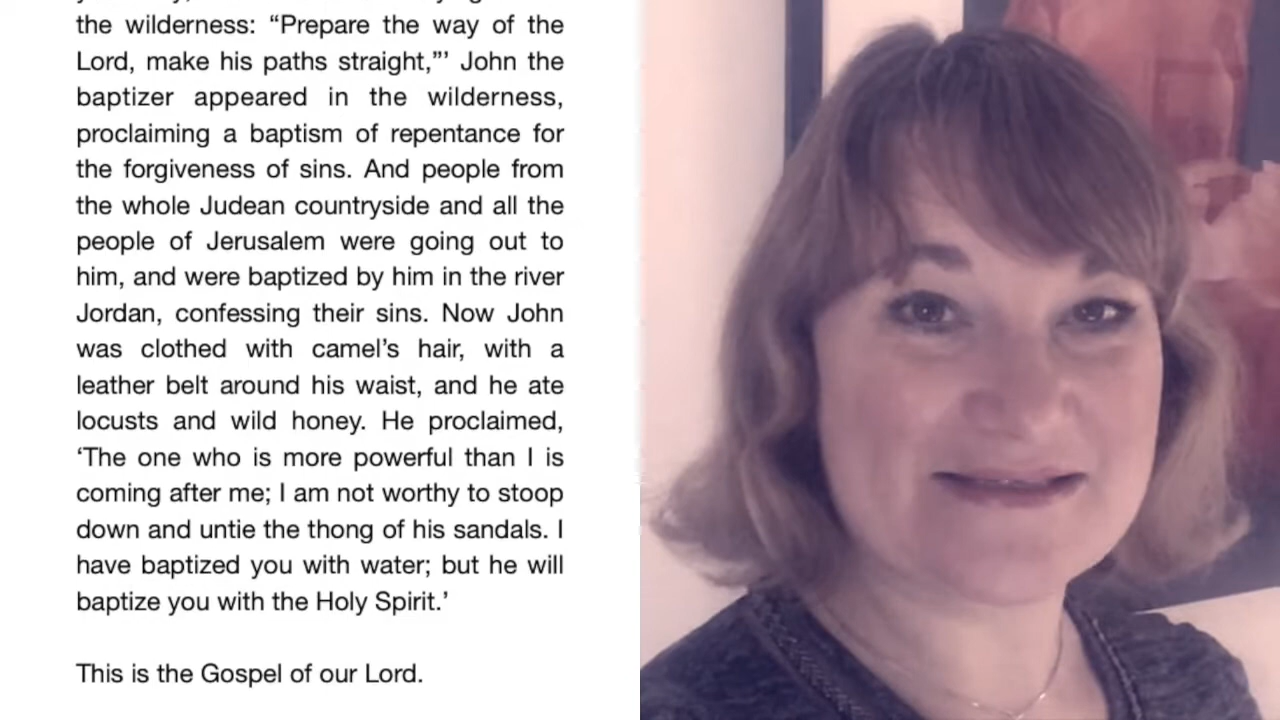 the wilderness: “Prepare the way of the
Lord, make his paths straight,”’ John the
baptizer appeared in the wilderness,
proclaiming a baptism of repentance for
the forgiveness of sins. And people from
the whole Judean countryside and all the
people of Jerusalem were going out to
him, and were baptized by him in the river
Jordan, confessing their sins. Now John
was clothed with camel’s hair, with a
leather belt around his waist, and he ate
locusts and wild honey. He proclaimed,
‘The one who is more powerful than I is
coming after me; I am not worthy to stoop
down and untie the thong of his sandals. I
have baptized you with water; but he will
baptize you with the Holy Spirit.’
This is the Gospel of our Lord.